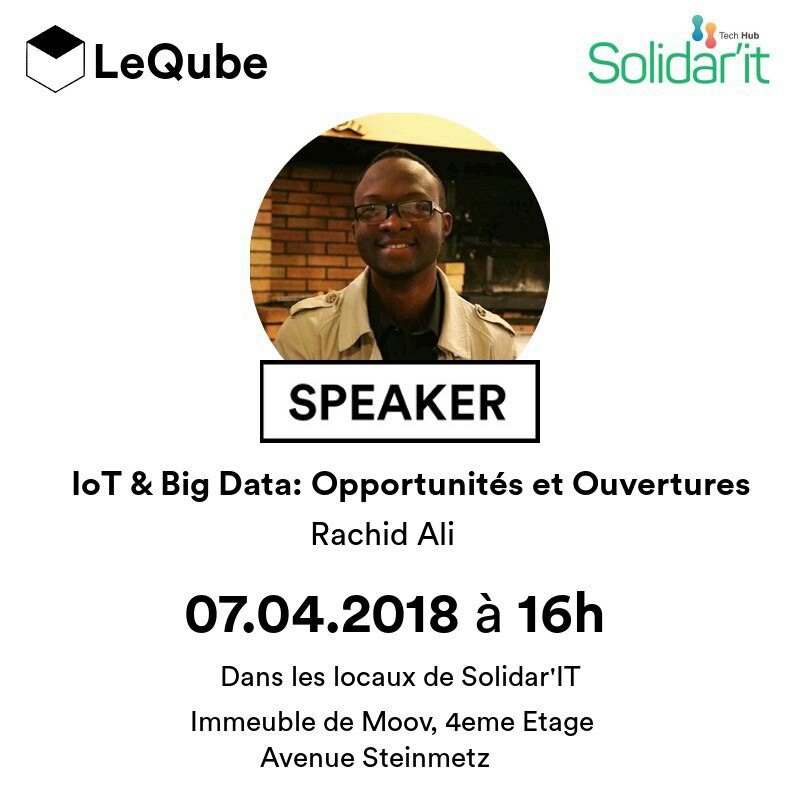 LeQube
Tech Hub
Solidar'it
SPEAKER
IoT & Big Data: Opportunités et Ouvertures
Rachid Ali
07.04.2018 à 16h
Dans les locaux de Solidar'IT
Immeuble de Moov, 4eme Etage
Avenue Steinmetz